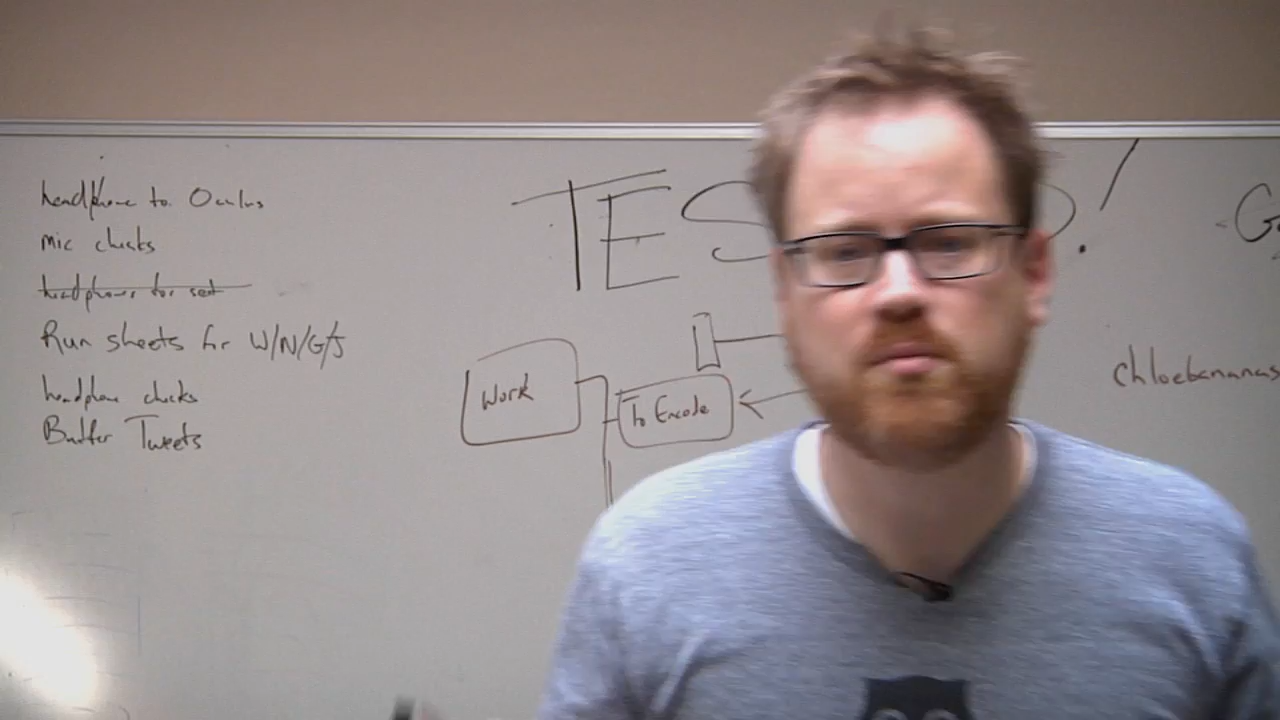 headphone to Oculus
mic checks
headphones for set
Run sheets for W/N/G/S
headphone checks
Buffer Tweets
TES !
Work
To Encode
G
chloebananas